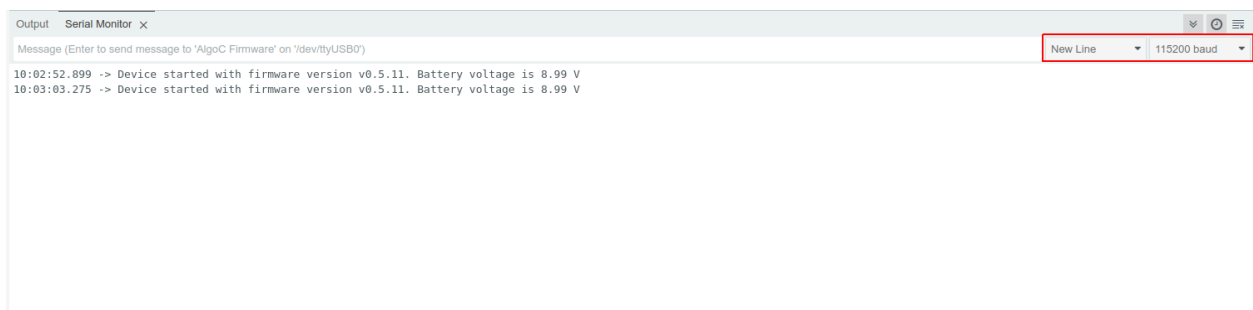 Output Serial Monitor
Message (Enter to send message to 'AlgoC Firmware' on '/dev/ttyUSB0') New Line 115200 baud
10:02:52.899 -> Device started with firmware version v0.5.11. Battery voltage is 8.99 V
10:03:03.275 -> Device started with firmware version v0.5.11. Battery voltage is 8.99 V